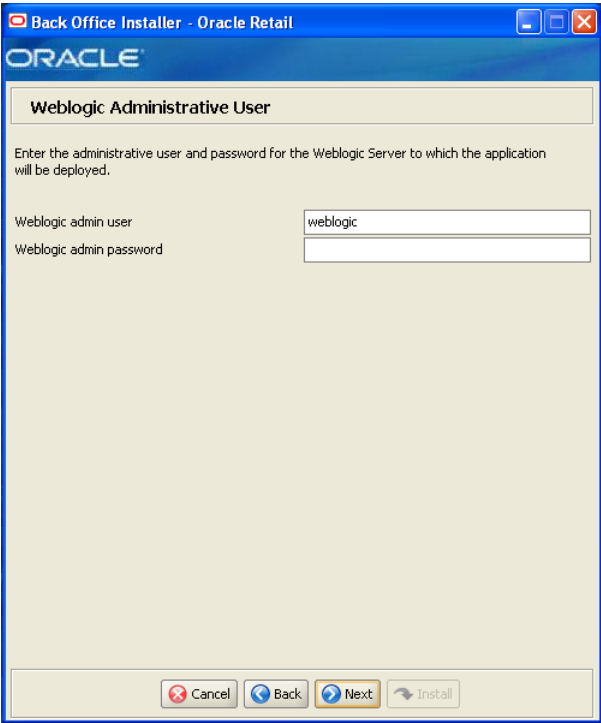 Back Office Installer - Oracle Retail
ORACLE
Weblogic Administrative User
Enter the administrative user and password for the Weblogic Server to which the application
will be deployed.
Weblogic admin user
weblogic
Weblogic admin password
Cancel
Back
Next
Install